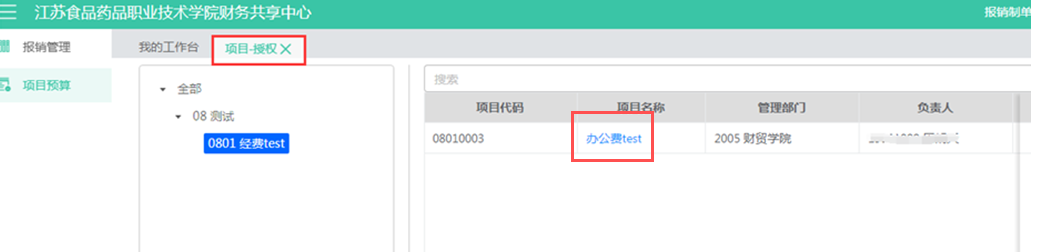 江苏食品药品职业技术学院财务共享中心
报销制单
报销管理
我的工作台
项目-授权
项目预算
全部
搜索
项目代码 项目名称 管理部门 负责人
08 测试
08010003 办公费test 2005 财贸学院
0801 经费test